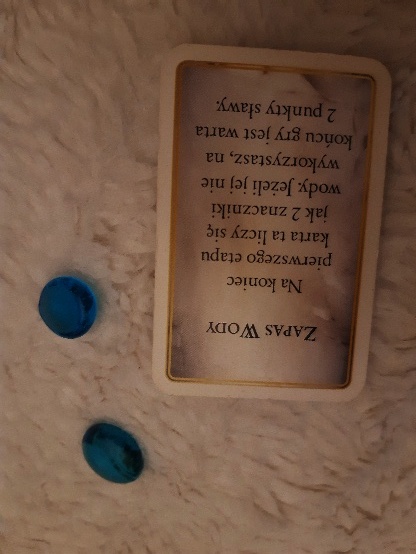 ZAPAS WODY
Na koniec
pierwszego etapu
karta ta liczy się
jak 2 znaczniki
wody. Jeżeli jej nie
wykorzystasz, na
końcu gry jest warta
2 punkty sławy.